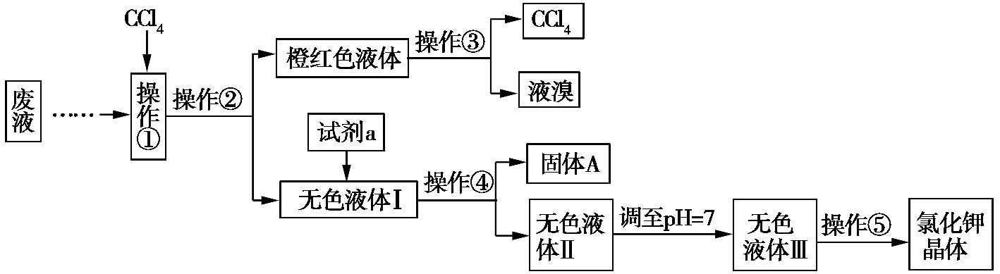 CCl₄
废液
……
操作①
操作②
橙红色液体
操作③
CCl₄
液溴
试剂a
无色液体Ⅰ
操作④
固体A
无色液
体Ⅱ
调至pH=7
无色
液体Ⅲ
操作⑤
氯化钾
晶体